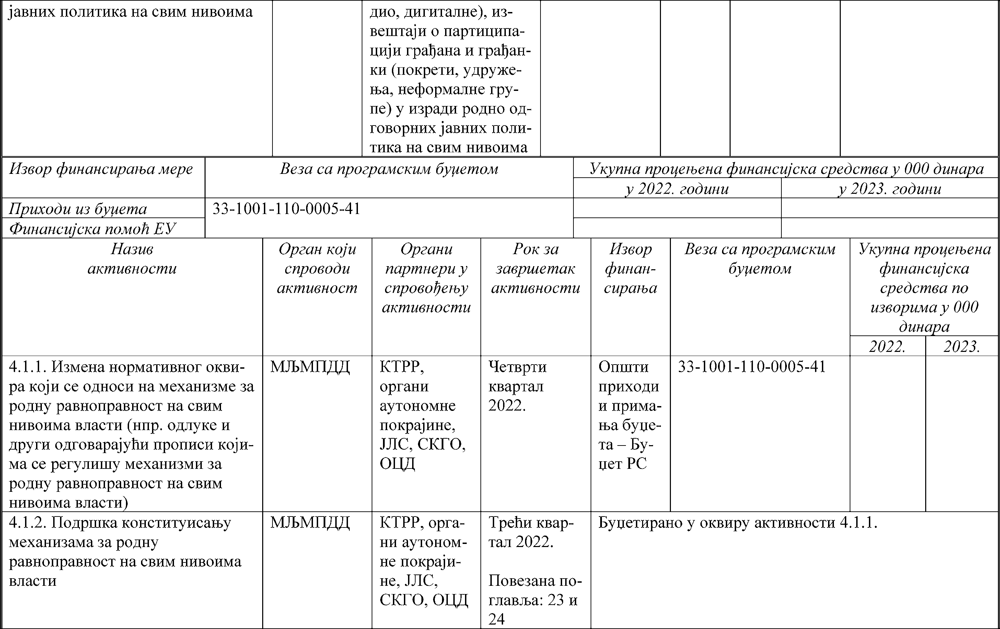 јавних политика на свим нивоима
дио, дигиталне), из-
вештаји о партиципа-
цији грађана и грађан-
ки (покрети, удруже-
ња, неформалне гру-
пе) у изради родно од-
говорних јавних поли-
тика на свим нивоима
Извор финансирања мере
Веза са програмским буџетом
Укупна процењена финансијска средства у 000 динара
у 2022. години
у 2023. години
Приходи из буџета
33-1001-110-0005-41
Финансијска помоћ ЕУ
Назив
активности
Орган који
спроводи
активност
Органи
партнери у
спровођењу
активности
Рок за
завршетак
активности
Извор
финан-
сирања
Веза са програмским
буџетом
Укупна процењена
финансијска
средства по
изворима у 000
динара
2022.
2023.
4.1.1. Измена нормативног окви-
ра који се односи на механизме за
родну равноправност на свим
нивоима власти (нпр. одлуке и
други одговарајући прописи који-
ма се регулишу механизми за
родну равноправност на свим
нивоима власти)
МЉМПДД
КТРР,
органи
аутономне
покрајине,
ЈЛС, СКГО,
ОЦД
Четврти
квартал
2022.
Општи
приходи
и прима-
ња буџе-
та – Бу-
џет РС
33-1001-110-0005-41
4.1.2. Подршка конституисању
механизама за родну
равноправност на свим нивоима
власти
МЉМПДД
КТРР, орга-
ни аутоном-
не покраји-
не, ЈЛС,
СКГО, ОЦД
Трећи квар-
тал 2022.
Повезана по-
главља: 23 и
24
Буџетирано у оквиру активности 4.1.1.